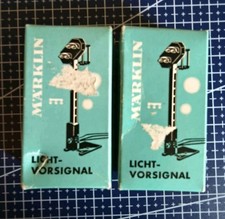 MÄRKLIN
E
LICHT-
VORSIGNAL
MÄRKLIN
E
LICHT-
VORSIGNAL